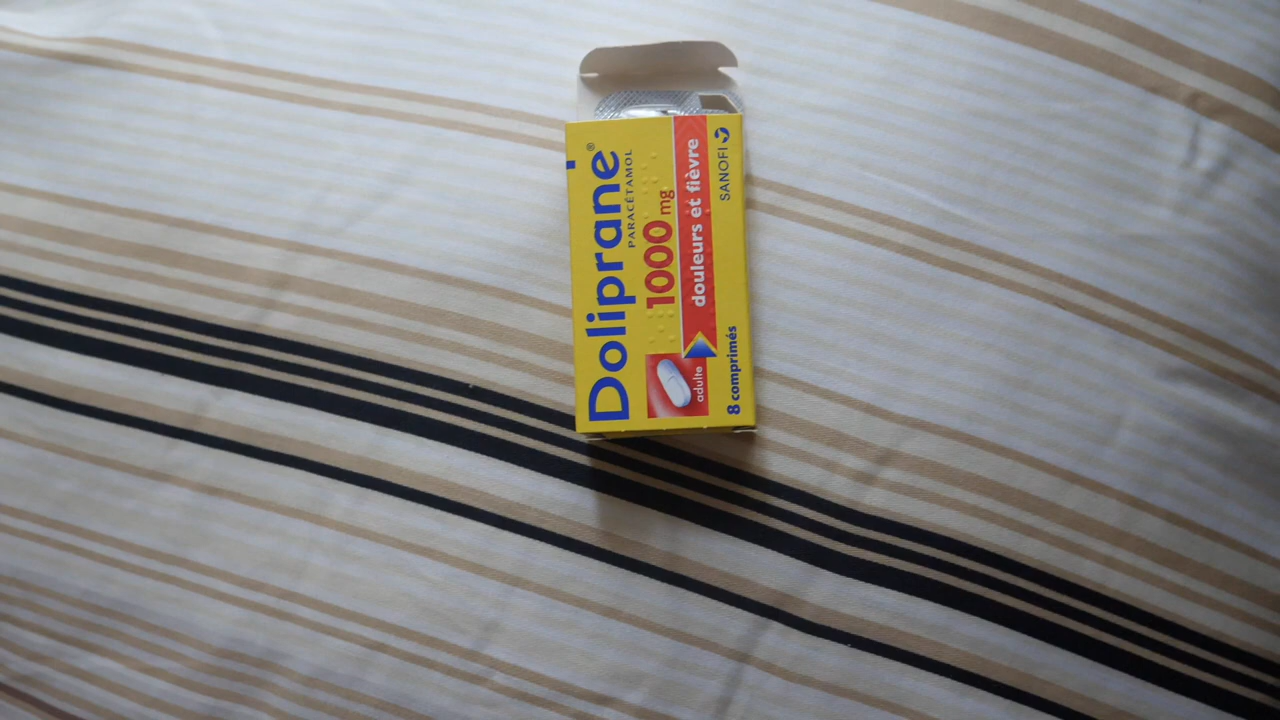 Doliprane®
PARACÉTAMOL
1000 mg
douleurs et fièvre
SANOFI
adulte
8 comprimés